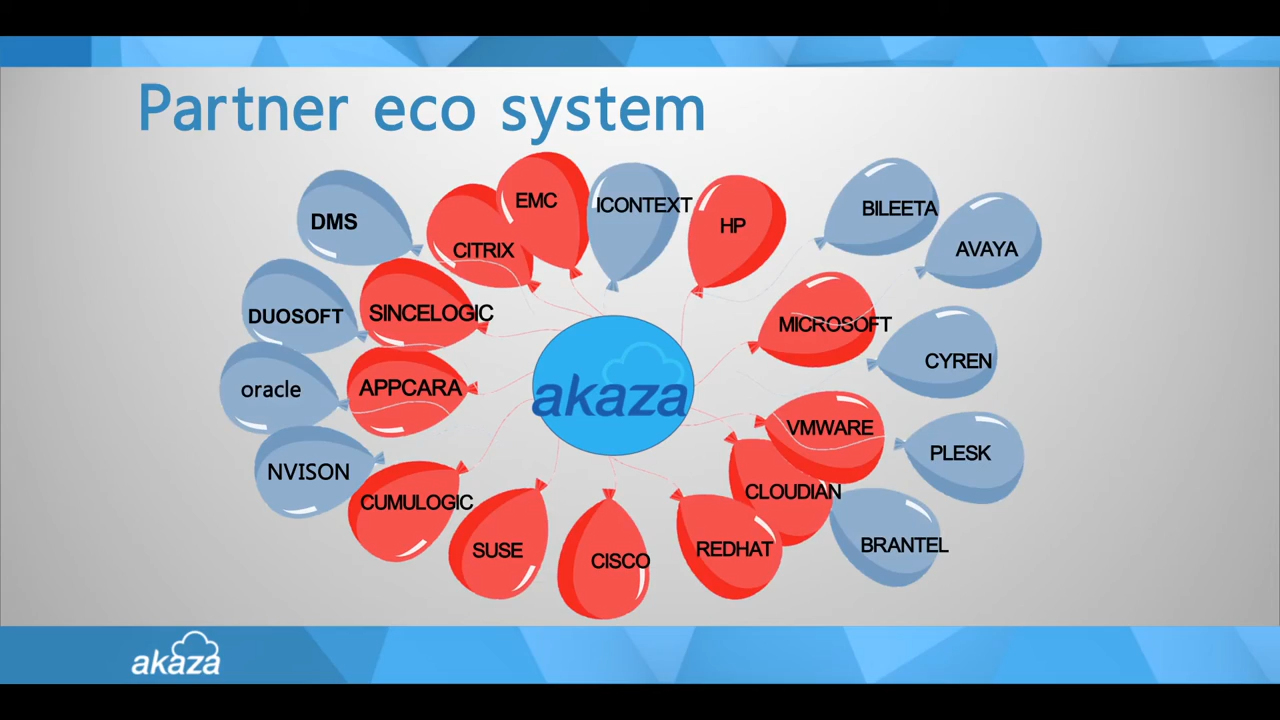 Partner eco system
EMC
ICONTEXT
HP
BILEETA
DMS
CITRIX
AVAYA
DUOSOFT
SINCELOGIC
MICROSOFT
CYREN
oracle
APPCARA
akaza
VMWARE
PLESK
NVISON
CUMULOGIC
CLOUDIAN
SUSE
CISCO
REDHAT
BRANTEL
akaza